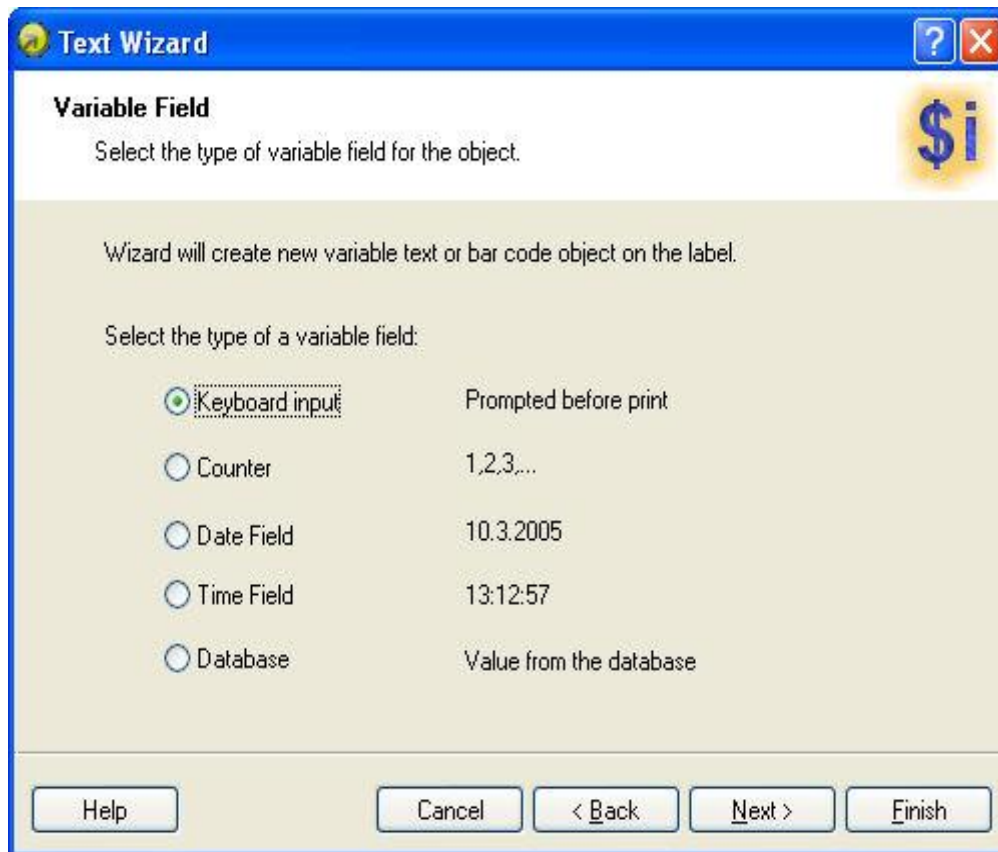 Text Wizard
?
Variable Field
Select the type of variable field for the object.
$i
Wizard will create new variable text or bar code object on the label.
Select the type of a variable field:
Keyboard input Prompted before print
Counter 1,2,3,...
Date Field 10.3.2005
Time Field 13:12:57
Database Value from the database
Help Cancel < Back Next > Finish